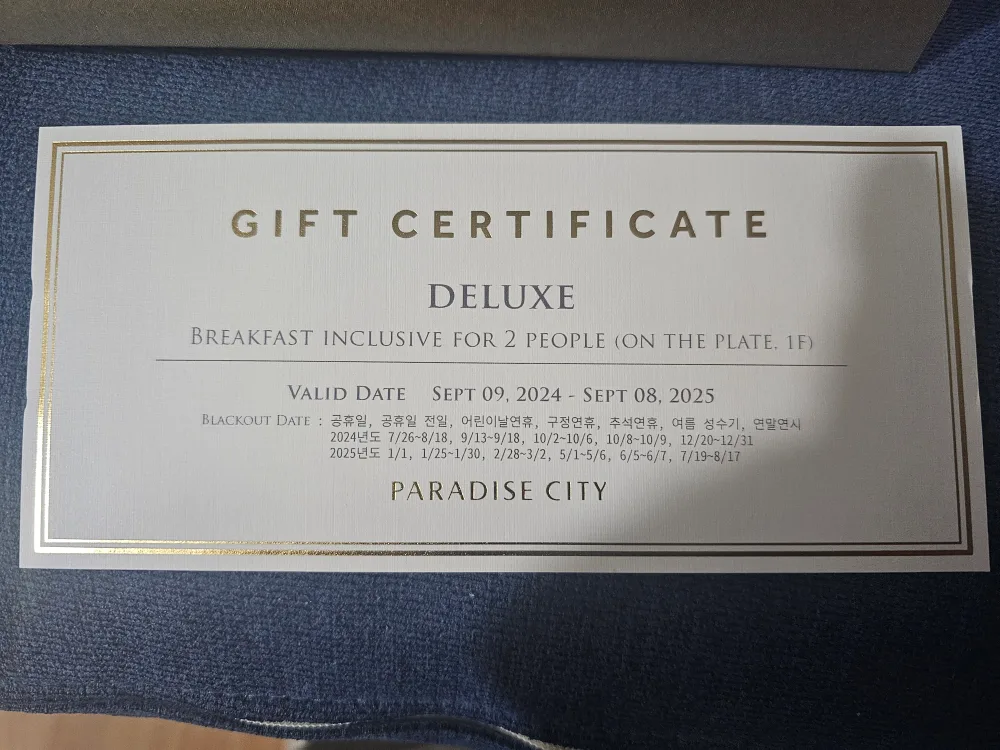 GIFT CERTIFICATE
DELUXE
BREAKFAST INCLUSIVE FOR 2 PEOPLE (ON THE PLATE. 1F)
VALID DATE SEPT 09, 2024 - SEPT 08, 2025
BLACKOUT DATE : 공휴일, 공휴일 전일, 어린이날연휴, 구정연휴, 추석연휴, 여름 성수기, 연말연시
2024년도 7/26~8/18, 9/13~9/18, 10/2~10/6, 10/8~10/9, 12/20~12/31
2025년도 1/1, 1/25~1/30, 2/28~3/2, 5/1~5/6, 6/5~6/7, 7/19~8/17
PARADISE CITY